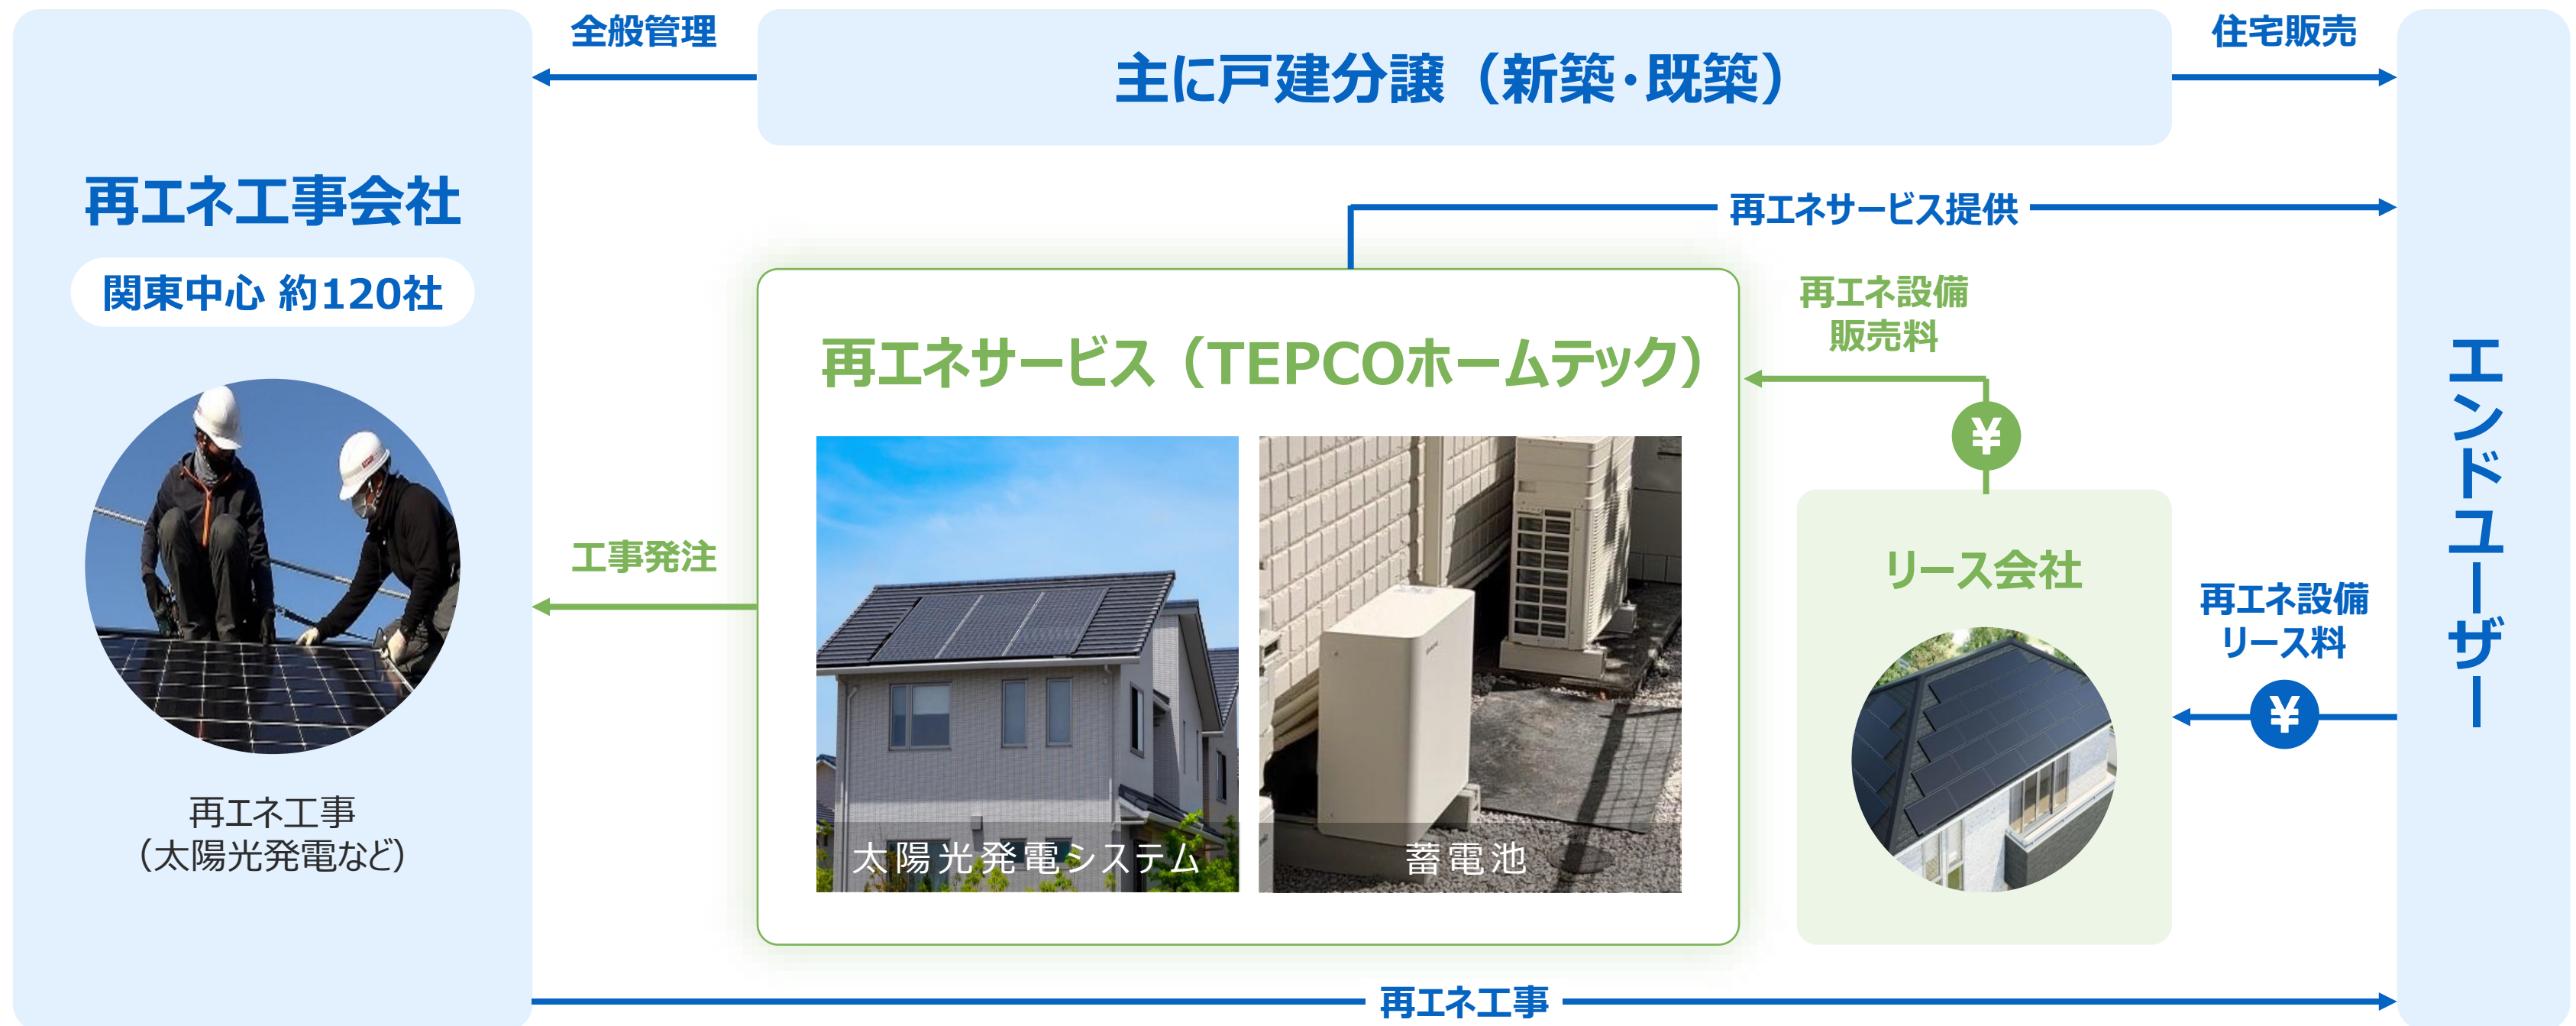 全般管理
主に戸建分譲（新築・既築）
住宅販売
再エネ工事会社
関東中心 約120社
再エネサービス提供
再エネサービス（TEPCOホームテック）
再エネ設備
販売料
¥
エンドユーザー
工事発注
リース会社
再エネ設備
リース料
¥
再エネ工事
（太陽光発電など）
太陽光発電システム
蓄電池
再エネ工事